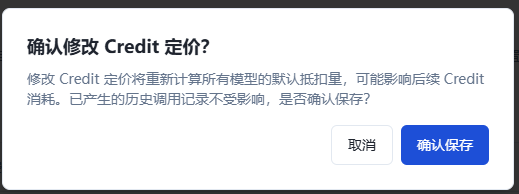 确认修改 Credit 定价?
修改 Credit 定价将重新计算所有模型的默认抵扣量，可能影响后续 Credit
消耗。已产生的历史调用记录不受影响，是否确认保存？
取消
确认保存